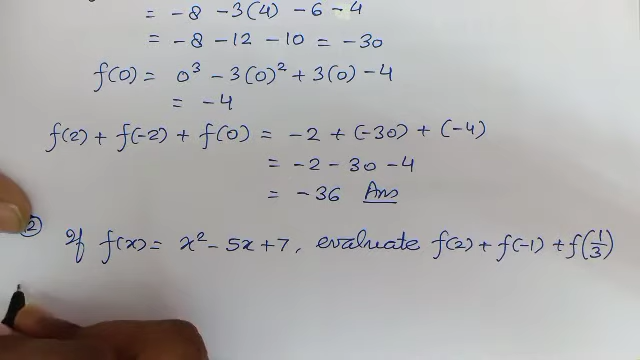 = -8 -3(4) -6 -4
= -8 -12 -10 = -30
f(0) = 0³ - 3(0)² + 3(0) - 4
= -4
f(2) + f(-2) + f(0) = -2 + (-30) + (-4)
= -2 - 30 - 4
= -36 Ans
② If f(x) = x² - 5x + 7, evaluate f(2) + f(-1) + f(1/3)